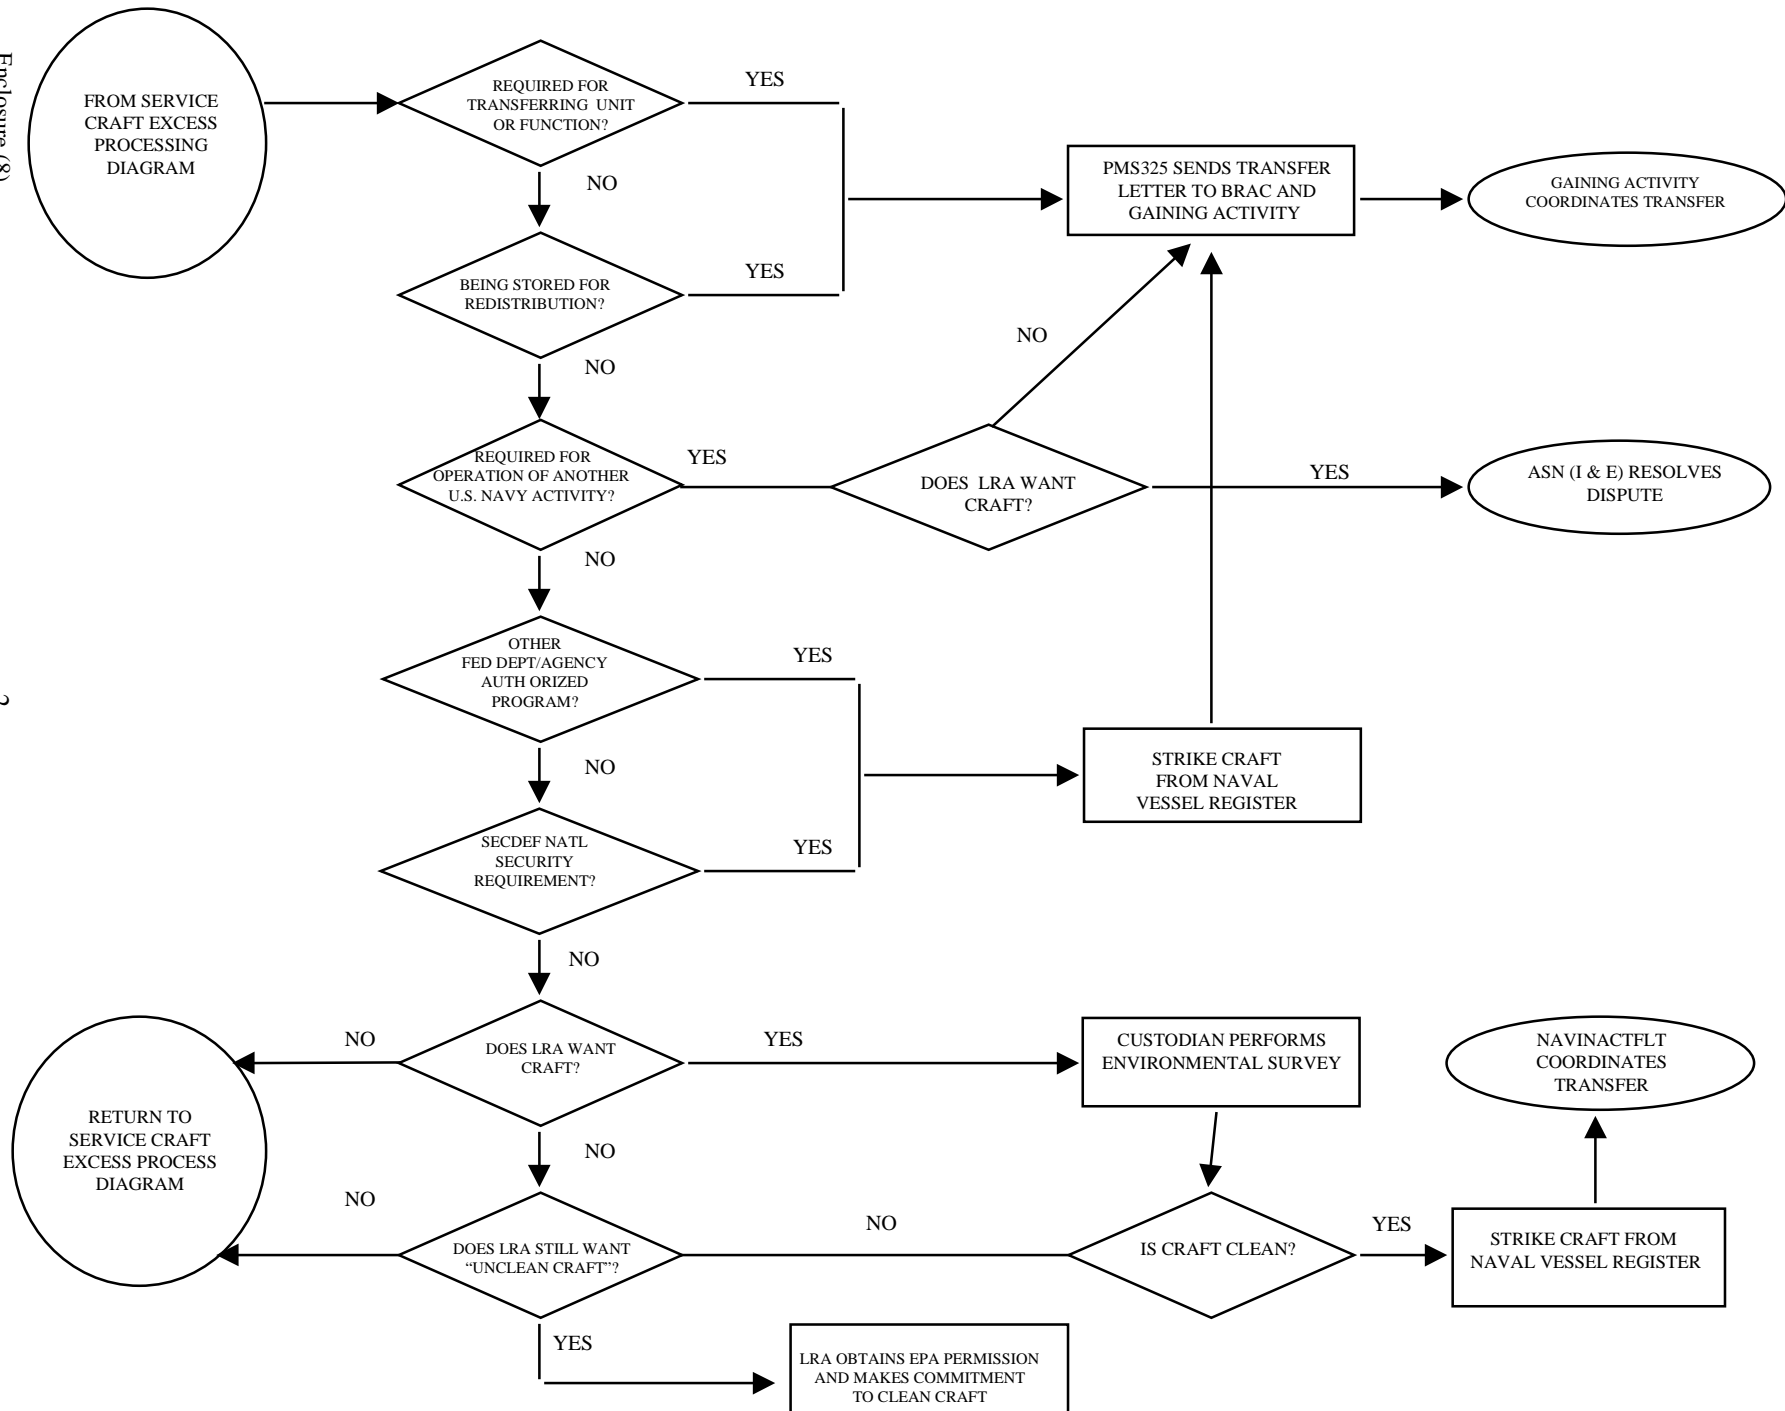 Enclosure (8)
2
FROM SERVICE
CRAFT EXCESS
PROCESSING
DIAGRAM
REQUIRED FOR
TRANSFERRING UNIT
OR FUNCTION?
YES
NO
PMS325 SENDS TRANSFER
LETTER TO BRAC AND
GAINING ACTIVITY
GAINING ACTIVITY
COORDINATES TRANSFER
BEING STORED FOR
REDISTRIBUTION?
YES
NO
NO
REQUIRED FOR
OPERATION OF ANOTHER
U.S. NAVY ACTIVITY?
YES
DOES LRA WANT
CRAFT?
YES
ASN (I & E) RESOLVES
DISPUTE
NO
OTHER
FED DEPT/AGENCY
AUTH ORIZED
PROGRAM?
YES
NO
STRIKE CRAFT
FROM NAVAL
VESSEL REGISTER
SECDEF NATL
SECURITY
REQUIREMENT?
YES
NO
NO
DOES LRA WANT
CRAFT?
YES
CUSTODIAN PERFORMS
ENVIRONMENTAL SURVEY
NAVINACTFLT
COORDINATES
TRANSFER
RETURN TO
SERVICE CRAFT
EXCESS PROCESS
DIAGRAM
NO
NO
DOES LRA STILL WANT
“UNCLEAN CRAFT”?
NO
IS CRAFT CLEAN?
YES
STRIKE CRAFT FROM
NAVAL VESSEL REGISTER
YES
LRA OBTAINS EPA PERMISSION
AND MAKES COMMITMENT
TO CLEAN CRAFT